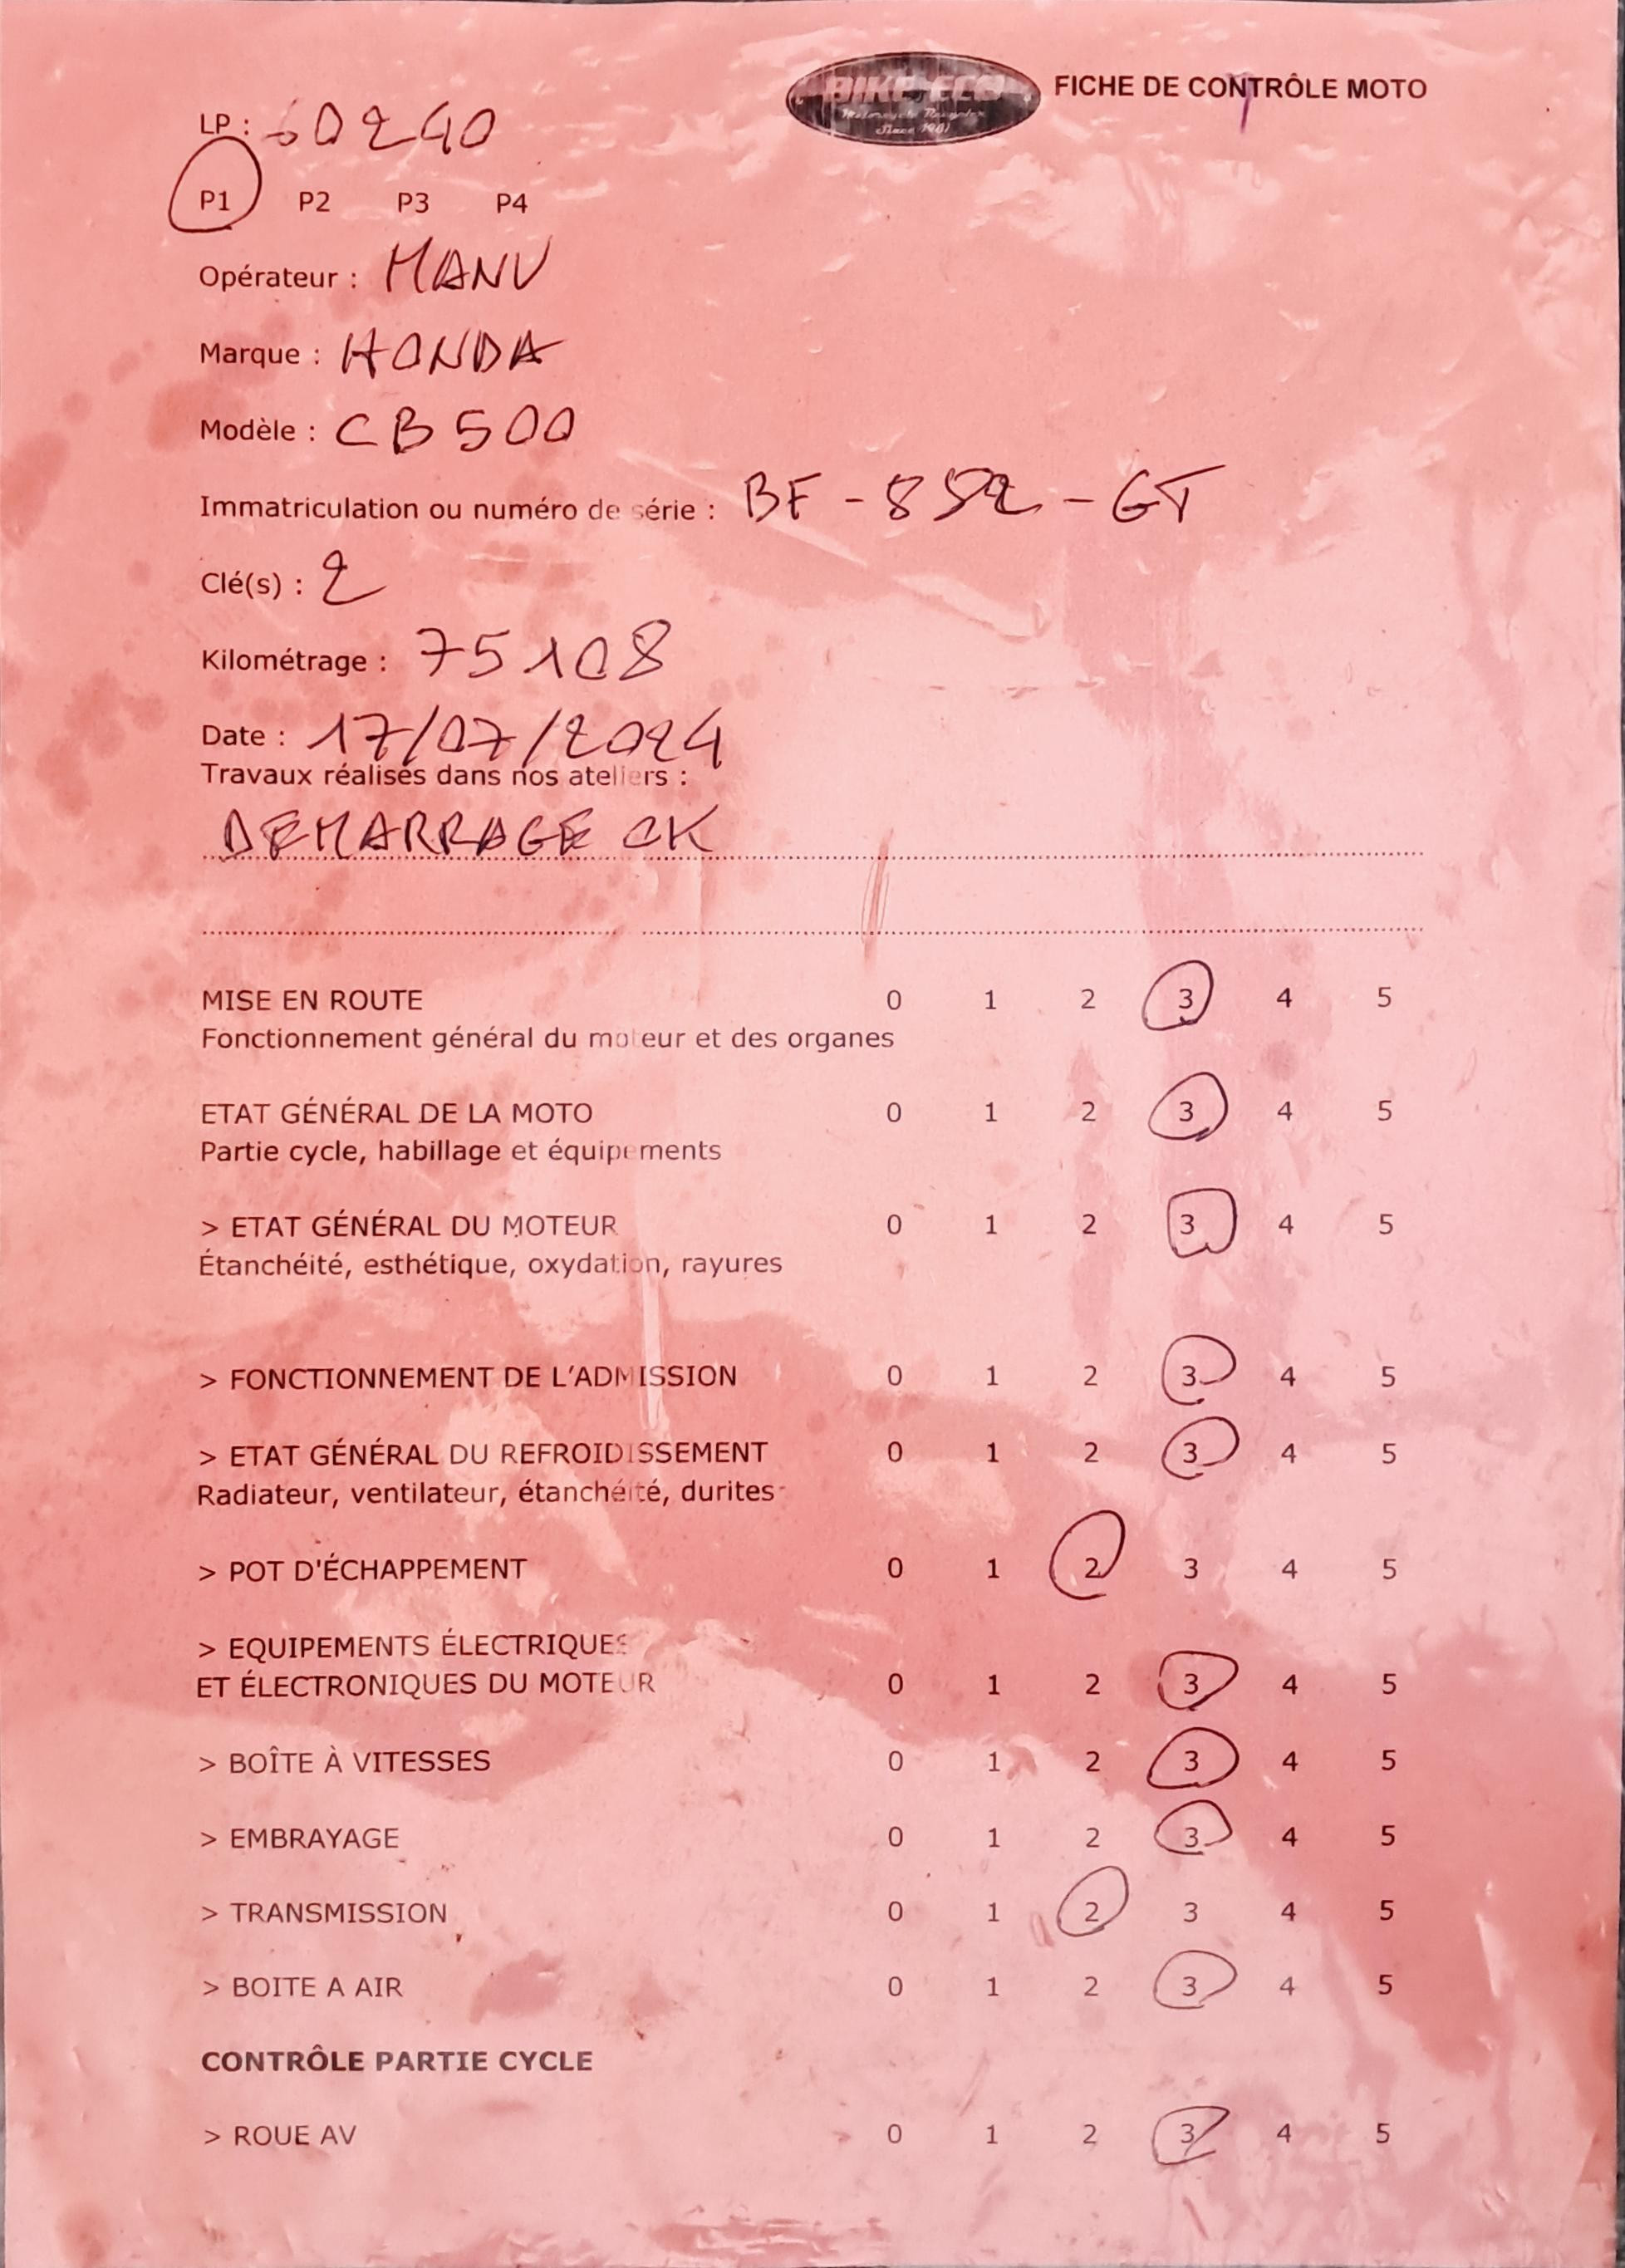 BIKE-ECO
Motorcycle Recycler
Since 1981
FICHE DE CONTRÔLE MOTO
LP : 60240
P1 P2 P3 P4
Opérateur : MANU
Marque : HONDA
Modèle : CB 500
Immatriculation ou numéro de série : BF-852-GT
Clé(s) : 2
Kilométrage : 75108
Date : 17/07/2024
Travaux réalisés dans nos ateliers :
DEMARRAGE OK
MISE EN ROUTE 0 1 2 3 4 5
Fonctionnement général du moteur et des organes
ETAT GÉNÉRAL DE LA MOTO 0 1 2 3 4 5
Partie cycle, habillage et équipements
> ETAT GÉNÉRAL DU MOTEUR 0 1 2 3 4 5
Étanchéité, esthétique, oxydation, rayures
> FONCTIONNEMENT DE L'ADMISSION 0 1 2 3 4 5
> ETAT GÉNÉRAL DU REFROIDISSEMENT 0 1 2 3 4 5
Radiateur, ventilateur, étanchéité, durites
> POT D'ÉCHAPPEMENT 0 1 2 3 4 5
> EQUIPEMENTS ÉLECTRIQUES
ET ÉLECTRONIQUES DU MOTEUR 0 1 2 3 4 5
> BOÎTE À VITESSES 0 1 2 3 4 5
> EMBRAYAGE 0 1 2 3 4 5
> TRANSMISSION 0 1 2 3 4 5
> BOITE A AIR 0 1 2 3 4 5
CONTRÔLE PARTIE CYCLE
> ROUE AV 0 1 2 3 4 5